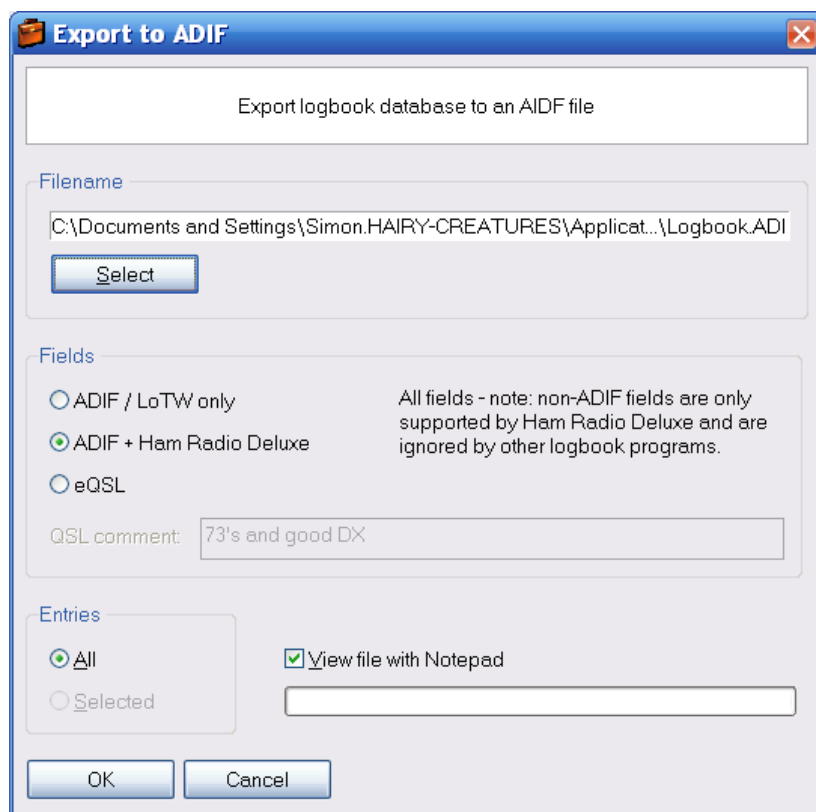 Export to ADIF
Export logbook database to an AIDF file
Filename
C:\Documents and Settings\Simon.HAIRY-CREATURES\Applicat...\Logbook.ADI
Select
Fields
ADIF / LoTW only
All fields - note: non-ADIF fields are only
supported by Ham Radio Deluxe and are
ignored by other logbook programs.
ADIF + Ham Radio Deluxe
eQSL
QSL comment:
73's and good DX
Entries
All
View file with Notepad
Selected
OK
Cancel